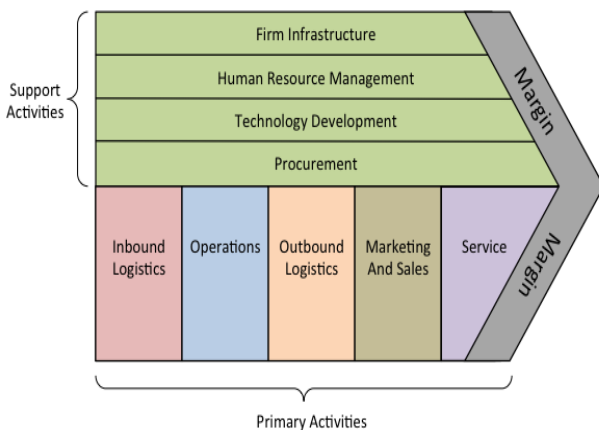 Firm Infrastructure
Human Resource Management
Technology Development
Procurement
Support
Activities
Margin
Inbound
Logistics
Operations
Outbound
Logistics
Marketing
And Sales
Service
Margin
Primary Activities